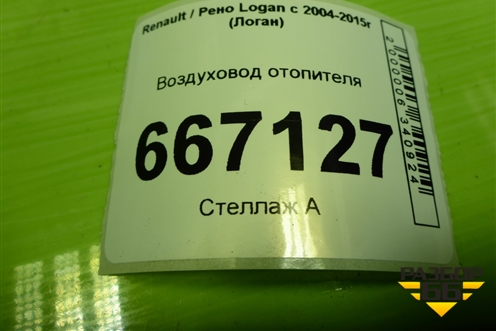 Renault / Рено Logan с 2004-2015г
(Логан)
Воздуховод отопителя
667127
Стеллаж А
2000006340924
РАЗБОР
66